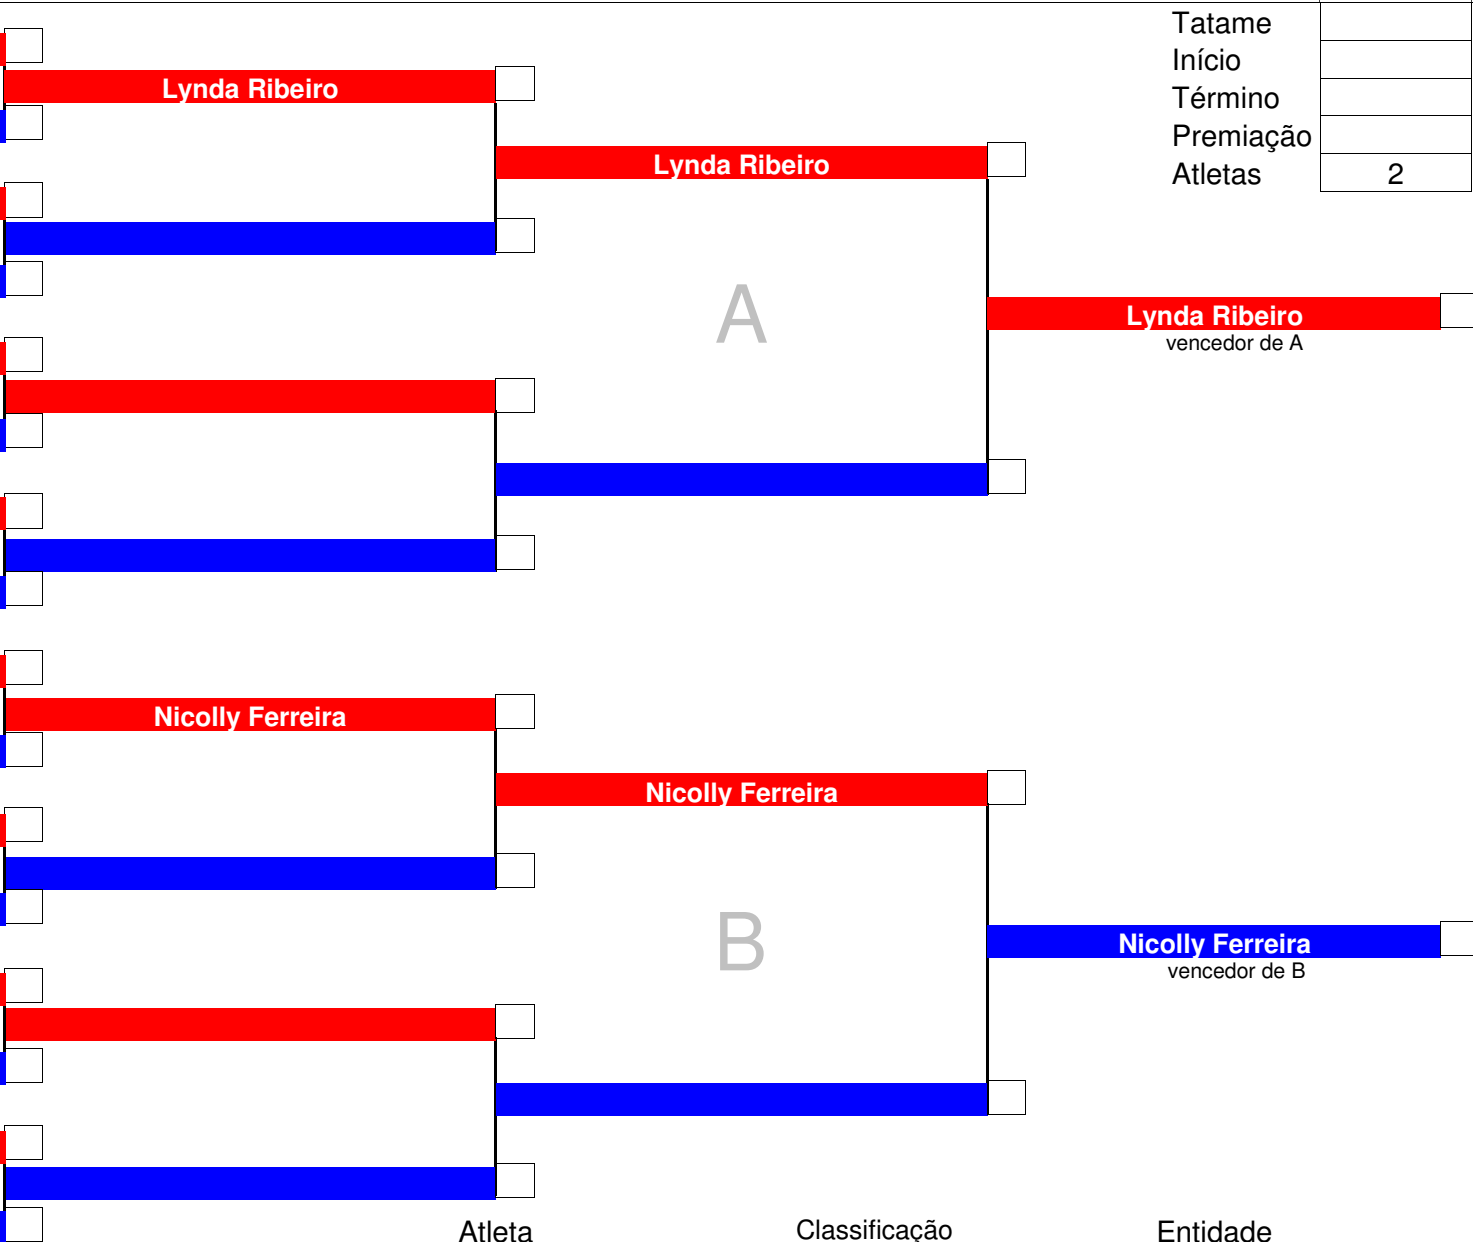 Tatame
Início
Término
Premiação
Atletas 2
Lynda Ribeiro
Lynda Ribeiro
A
Lynda Ribeiro
vencedor de A
Nicolly Ferreira
Nicolly Ferreira
B
Nicolly Ferreira
vencedor de B
Atleta Classificação Entidade